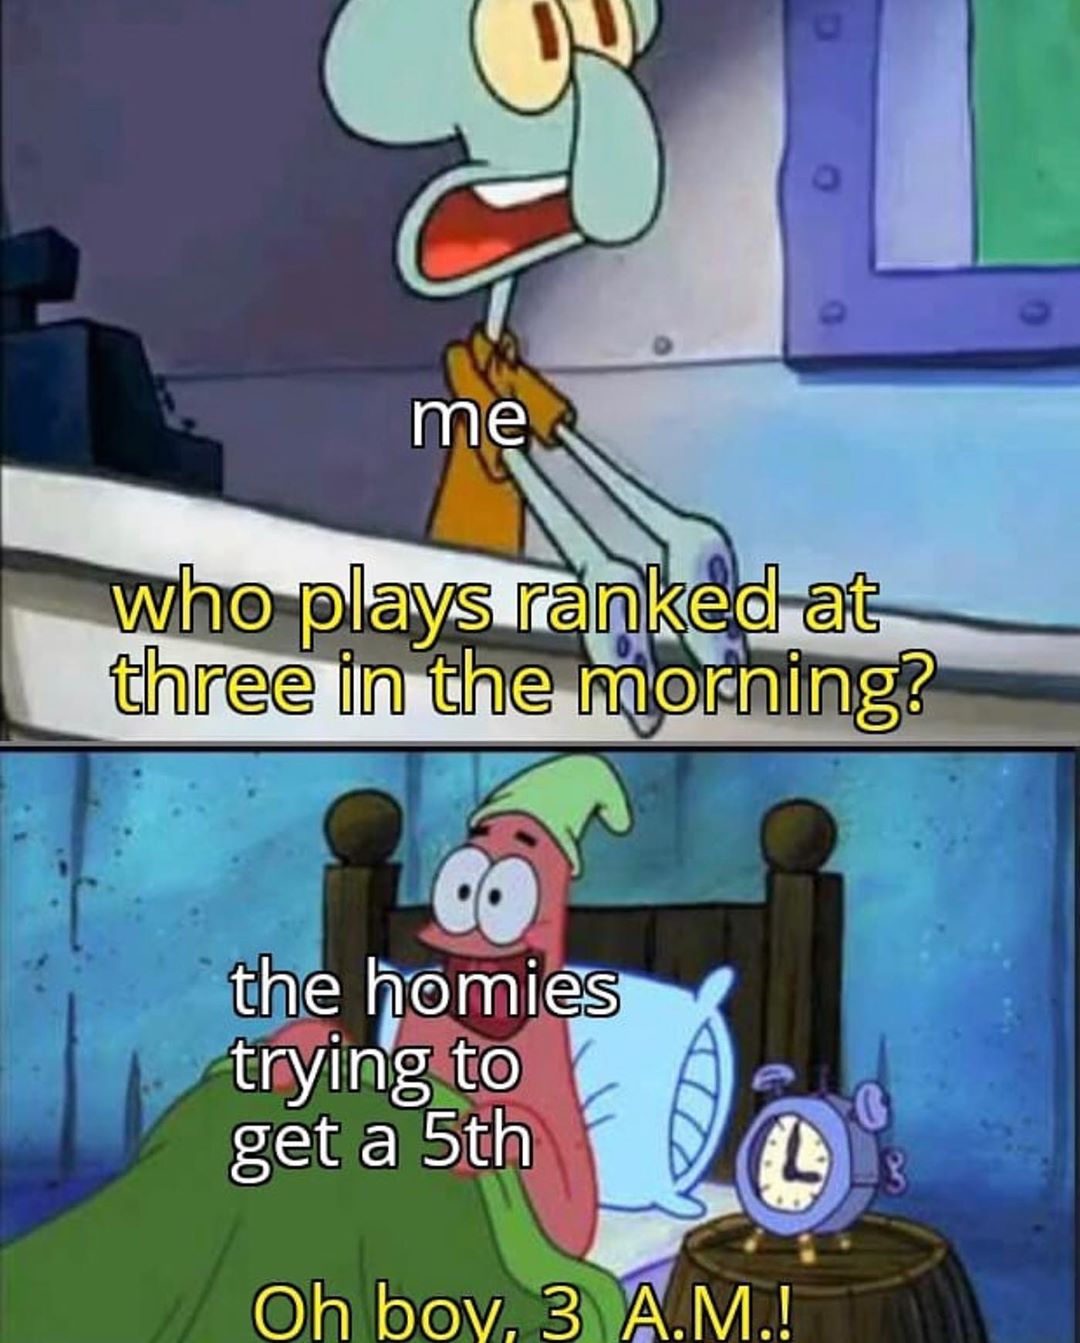 me
who plays ranked at
three in the morning?
the homies
trying to
get a 5th
Oh boy, 3 A.M.!